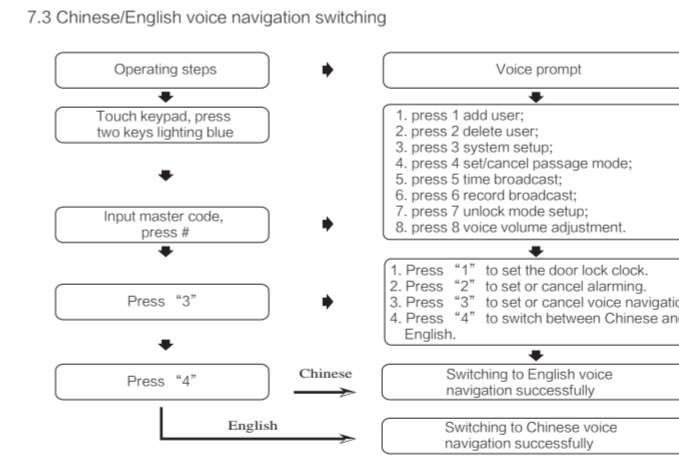 7.3 Chinese/English voice navigation switching
Operating steps
Voice prompt
Touch keypad, press
two keys lighting blue
1. press 1 add user;
2. press 2 delete user;
3. press 3 system setup;
4. press 4 set/cancel passage mode;
5. press 5 time broadcast;
6. press 6 record broadcast;
7. press 7 unlock mode setup;
8. press 8 voice volume adjustment.
Input master code,
press #
1. Press “1” to set the door lock clock.
2. Press “2” to set or cancel alarming.
3. Press “3” to set or cancel voice
4. Press “4” to switch between Chinese
English.
Press “3”
Press “4”
Chinese
Switching to English voice
navigation successfully
English
Switching to Chinese voice
navigation successfully